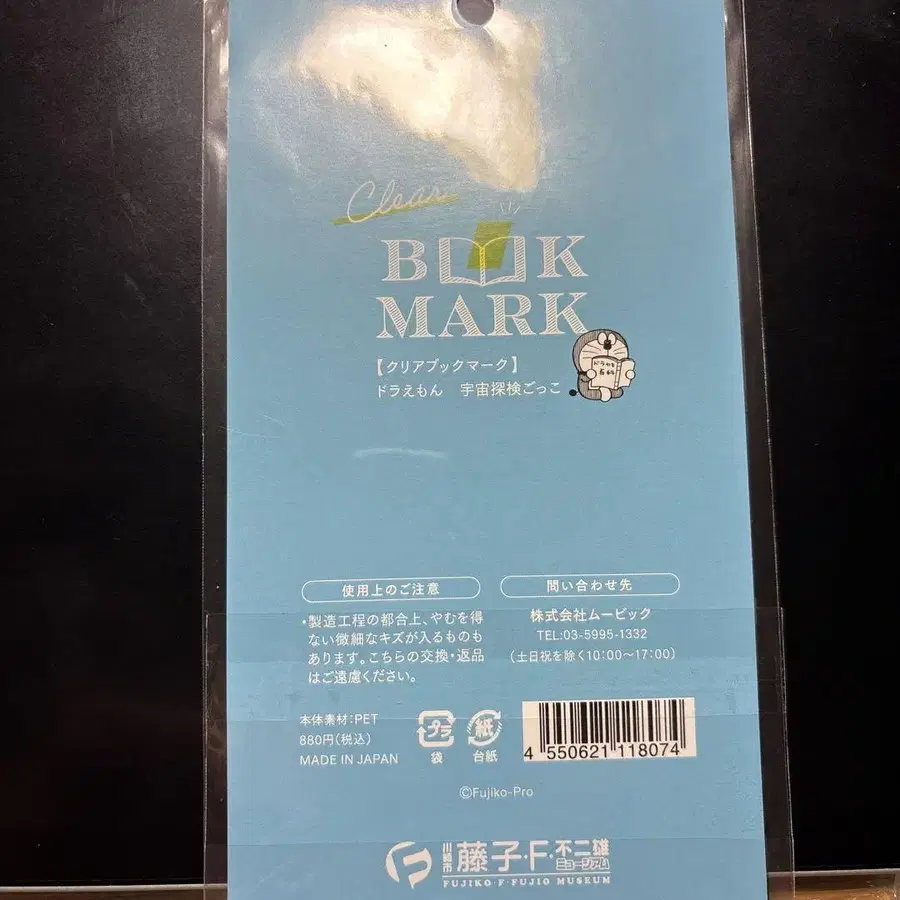 Clear
BOOK
MARK
【クリアブックマーク】
ドラえもん 宇宙探検ごっこ
使用上のご注意
・製造工程の都合上、やむを得
ない微細なキズが入るものも
あります。こちらの交換・返品
はご遠慮ください。
問い合わせ先
株式会社ムービック
TEL:03-5995-1332
(土日祝を除く10:00〜17:00)
本体素材:PET
880円(税込)
MADE IN JAPAN
プラ
袋
紙
台紙
4 550621 118074
©Fujiko-Pro
川崎市
藤子・F・不二雄
ミュージアム
FUJIKO・F・FUJIO MUSEUM